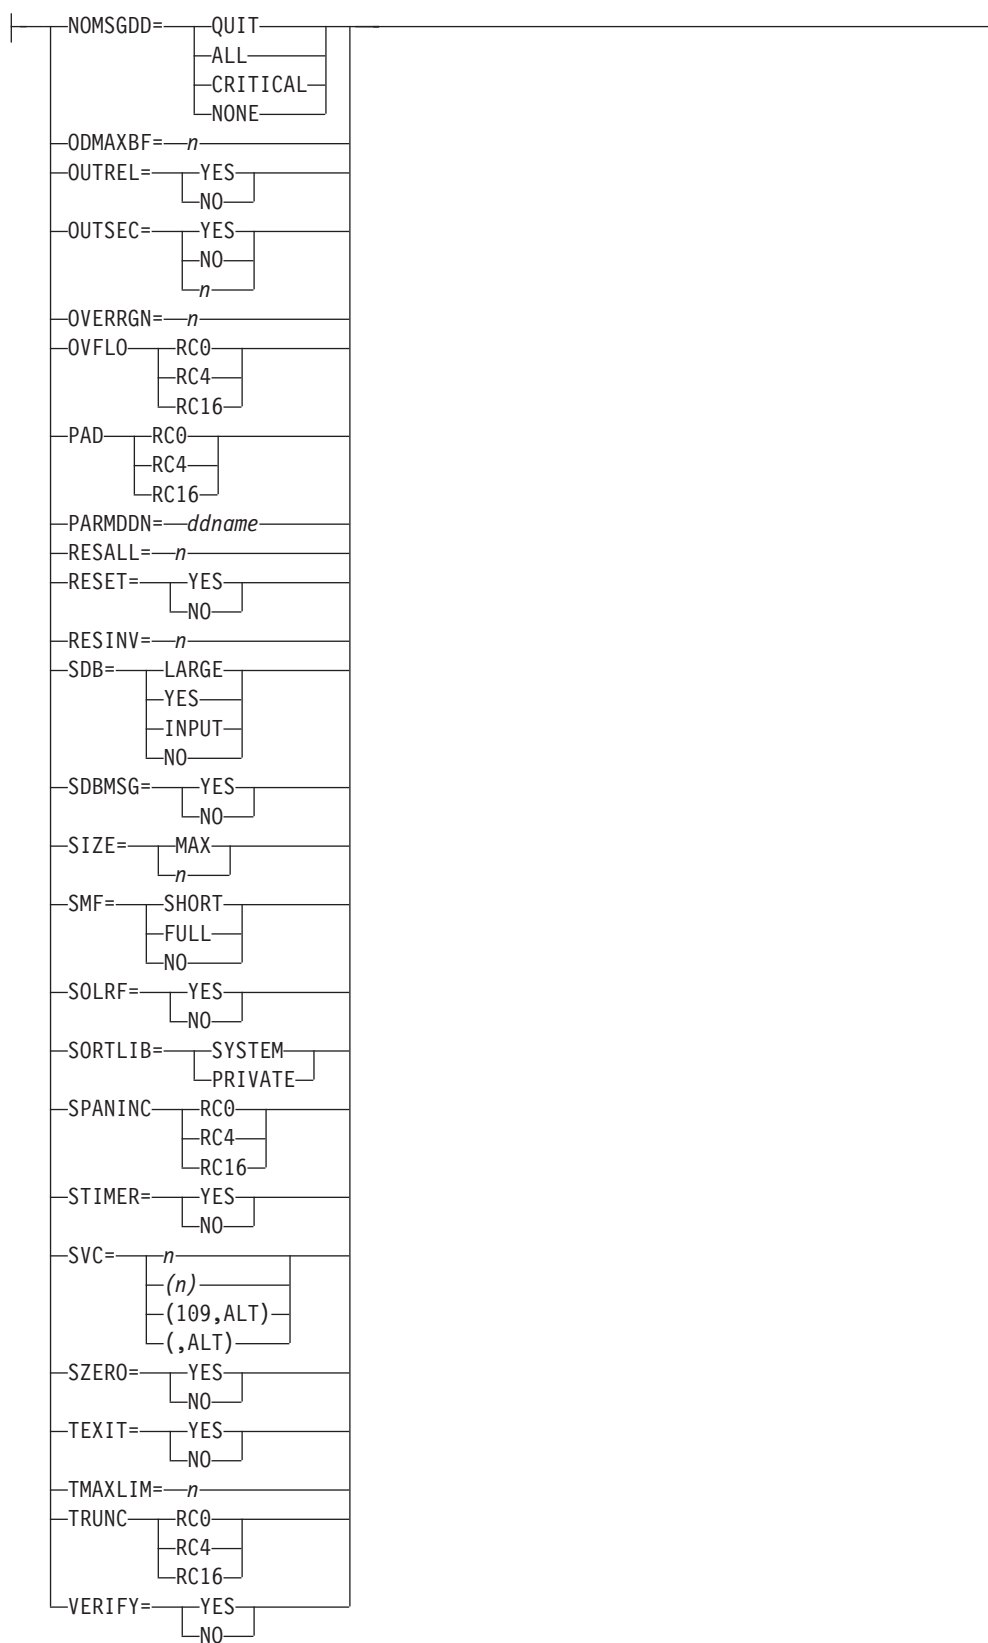 NOMSGDD= QUIT
ALL
CRITICAL
NONE
ODMAXBF= n
OUTREL= YES
NO
OUTSEC= YES
NO
n
OVERRGN= n
OVFLO RC0
RC4
RC16
PAD RC0
RC4
RC16
PARMDDN= ddname
RESALL= n
RESET= YES
NO
RESINV= n
SDB= LARGE
YES
INPUT
NO
SDBMSG= YES
NO
SIZE= MAX
n
SMF= SHORT
FULL
NO
SOLRF= YES
NO
SORTLIB= SYSTEM
PRIVATE
SPANINC RC0
RC4
RC16
STIMER= YES
NO
SVC= n
(n)
(109,ALT)
(,ALT)
SZERO= YES
NO
TEXIT= YES
NO
TMAXLIM= n
TRUNC RC0
RC4
RC16
VERIFY= YES
NO